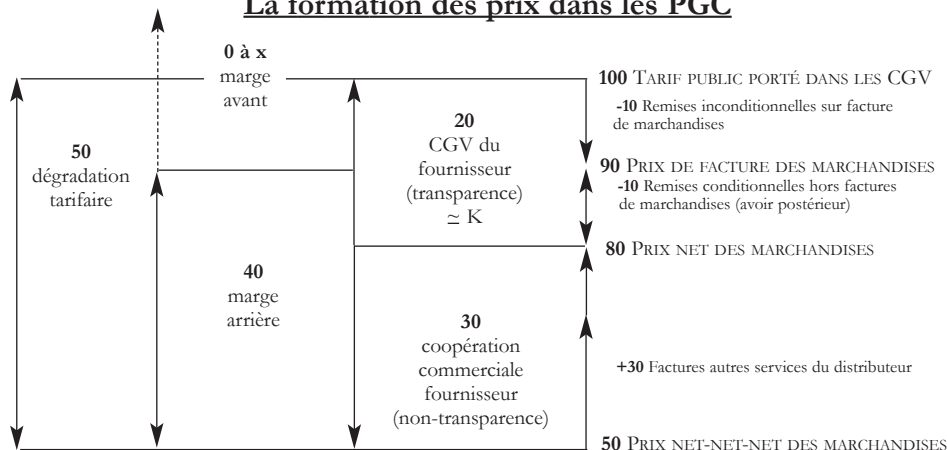 La formation des prix dans les PGC
0 à x
marge
avant
50
dégradation
tarifaire
40
marge
arrière
20
CGV du
fournisseur
(transparence)
≃ K
30
coopération
commerciale
fournisseur
(non-transparence)
100 TARIF PUBLIC PORTÉ DANS LES CGV
-10 Remises inconditionnelles sur facture
de marchandises
90 PRIX DE FACTURE DES MARCHANDISES
-10 Remises conditionnelles hors factures
de marchandises (avoir postérieur)
80 PRIX NET DES MARCHANDISES
+30 Factures autres services du distributeur
50 PRIX NET-NET-NET DES MARCHANDISES